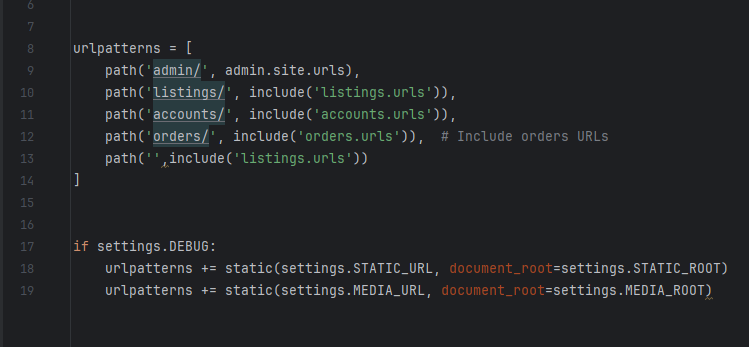 6
7
8 urlpatterns = [
9     path('admin/', admin.site.urls),
10     path('listings/', include('listings.urls')),
11     path('accounts/', include('accounts.urls')),
12     path('orders/', include('orders.urls')),  # Include orders URLs
13     path('',include('listings.urls'))
14 ]
15
16
17 if settings.DEBUG:
18     urlpatterns += static(settings.STATIC_URL, document_root=settings.STATIC_ROOT)
19     urlpatterns += static(settings.MEDIA_URL, document_root=settings.MEDIA_ROOT)